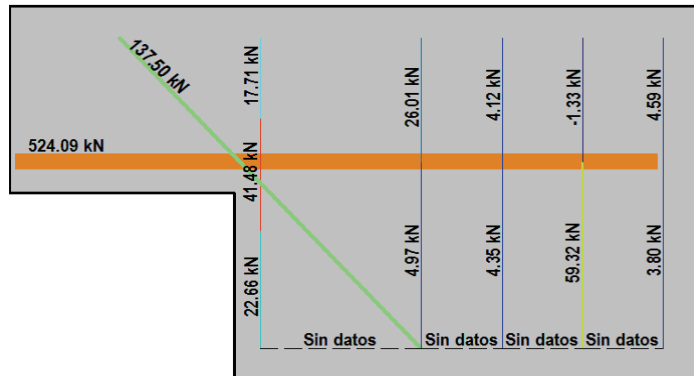 137.50 kN
17.71 kN
26.01 kN
4.12 kN
-1.33 kN
4.59 kN
524.09 kN
41.48 kN
22.66 kN
4.97 kN
4.35 kN
59.32 kN
3.80 kN
Sin datos
Sin datos
Sin datos
Sin datos